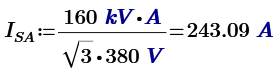 I_SA := (160 kV·A) / (√3 · 380 V) = 243.09 A